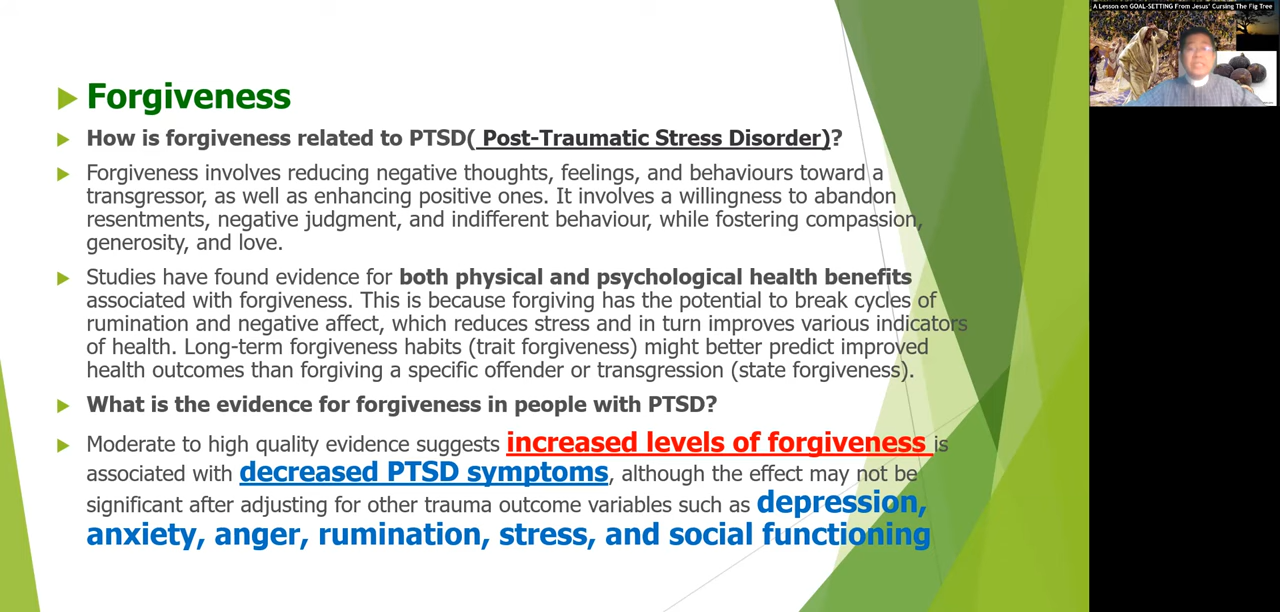 Forgiveness
How is forgiveness related to PTSD( Post-Traumatic Stress Disorder)?
Forgiveness involves reducing negative thoughts, feelings, and behaviours toward a
transgressor, as well as enhancing positive ones. It involves a willingness to abandon
resentments, negative judgment, and indifferent behaviour, while fostering compassion,
generosity, and love.
Studies have found evidence for both physical and psychological health benefits
associated with forgiveness. This is because forgiving has the potential to break cycles of
rumination and negative affect, which reduces stress and in turn improves various indicators
of health. Long-term forgiveness habits (trait forgiveness) might better predict improved
health outcomes than forgiving a specific offender or transgression (state forgiveness).
What is the evidence for forgiveness in people with PTSD?
Moderate to high quality evidence suggests increased levels of forgiveness is
associated with decreased PTSD symptoms, although the effect may not be
significant after adjusting for other trauma outcome variables such as depression,
anxiety, anger, rumination, stress, and social functioning
A Lesson on GOAL-SETTING From Jesus' Cursing The Fig Tree